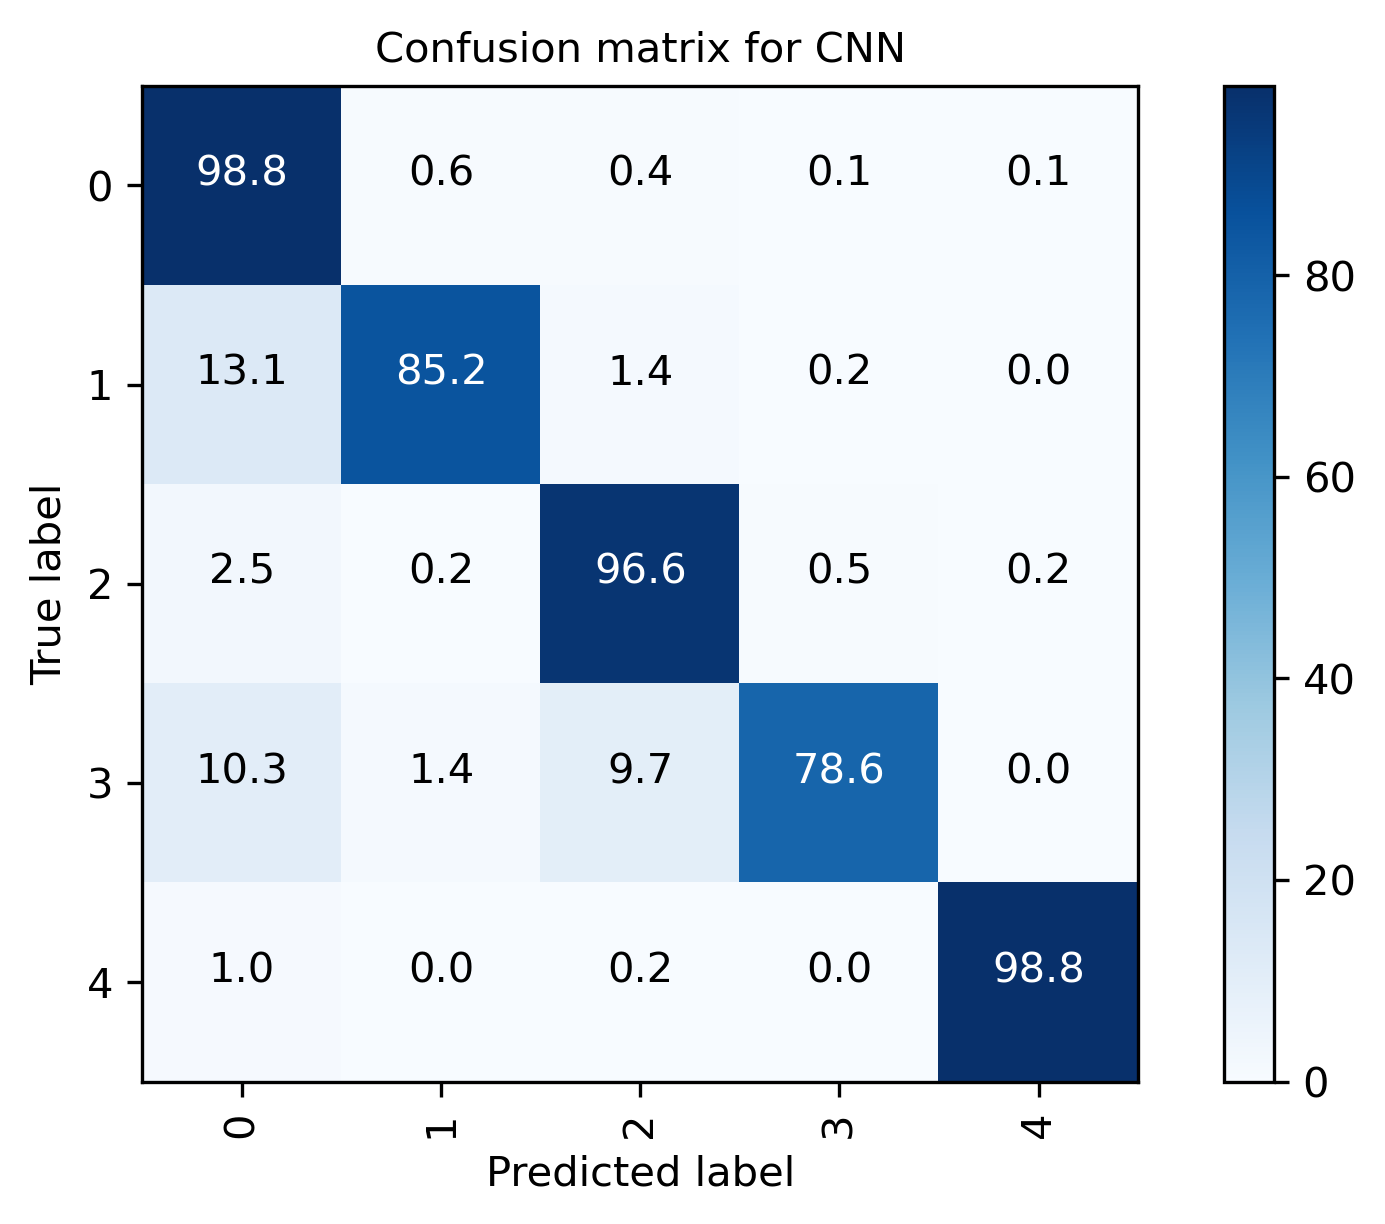 Confusion matrix for CNN
0 98.8 0.6 0.4 0.1 0.1
1 13.1 85.2 1.4 0.2 0.0
2 2.5 0.2 96.6 0.5 0.2
3 10.3 1.4 9.7 78.6 0.0
4 1.0 0.0 0.2 0.0 98.8
True label
0 1 2 3 4
Predicted label
80
60
40
20
0